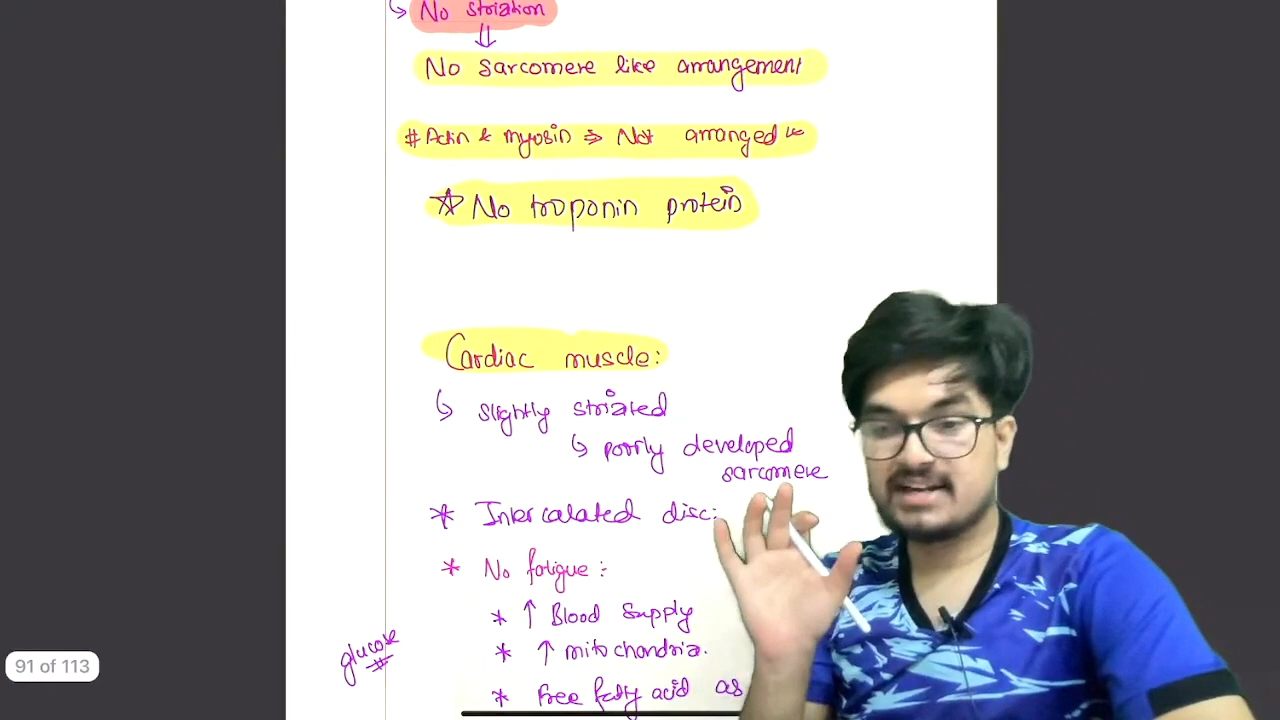 ↳ No striation
⇓
No sarcomere like arrangement
# Actin & myosin ⇒ Not arranged
☆ No troponin protein
Cardiac muscle:
↳ slightly striated
↳ poorly developed
sarcomere
* Intercalated disc:
* No fatigue:
* ↑ Blood supply
* ↑ mitochandria.
glucose
* Free fatty acid as
91 of 113